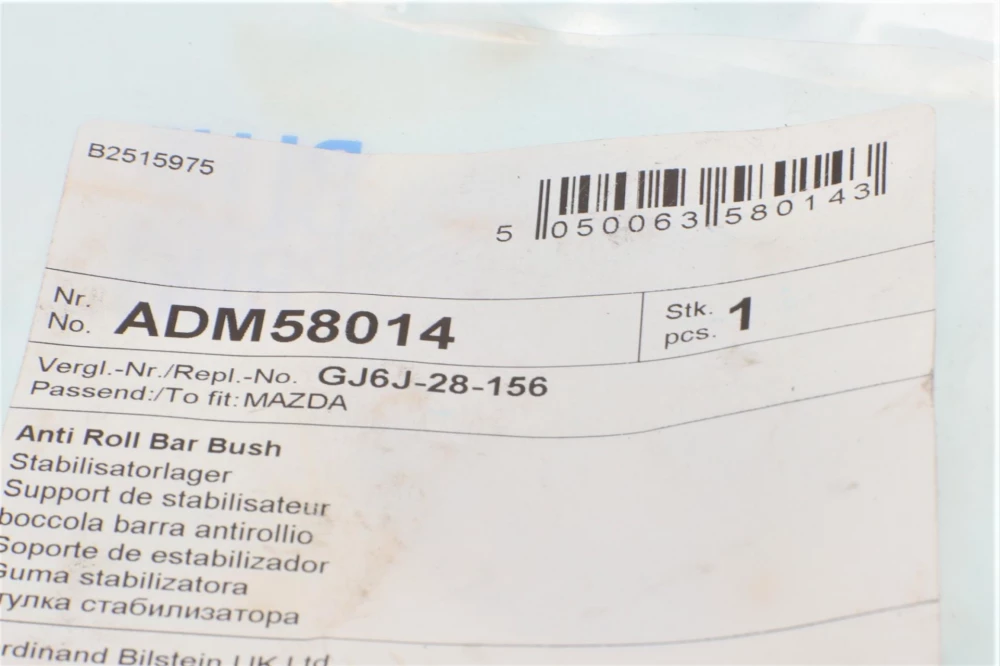 B2515975
5 050063 580143
Nr.
No. ADM58014
Stk.
pcs. 1
Vergl.-Nr./Repl.-No. GJ6J-28-156
Passend:/To fit: MAZDA
Anti Roll Bar Bush
Stabilisatorlager
Support de stabilisateur
boccola barra antirollio
Soporte de estabilizador
Guma stabilizatora
тулка стабилизатора
rdinand Bilstein UK Ltd